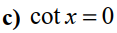 c) cot x = 0